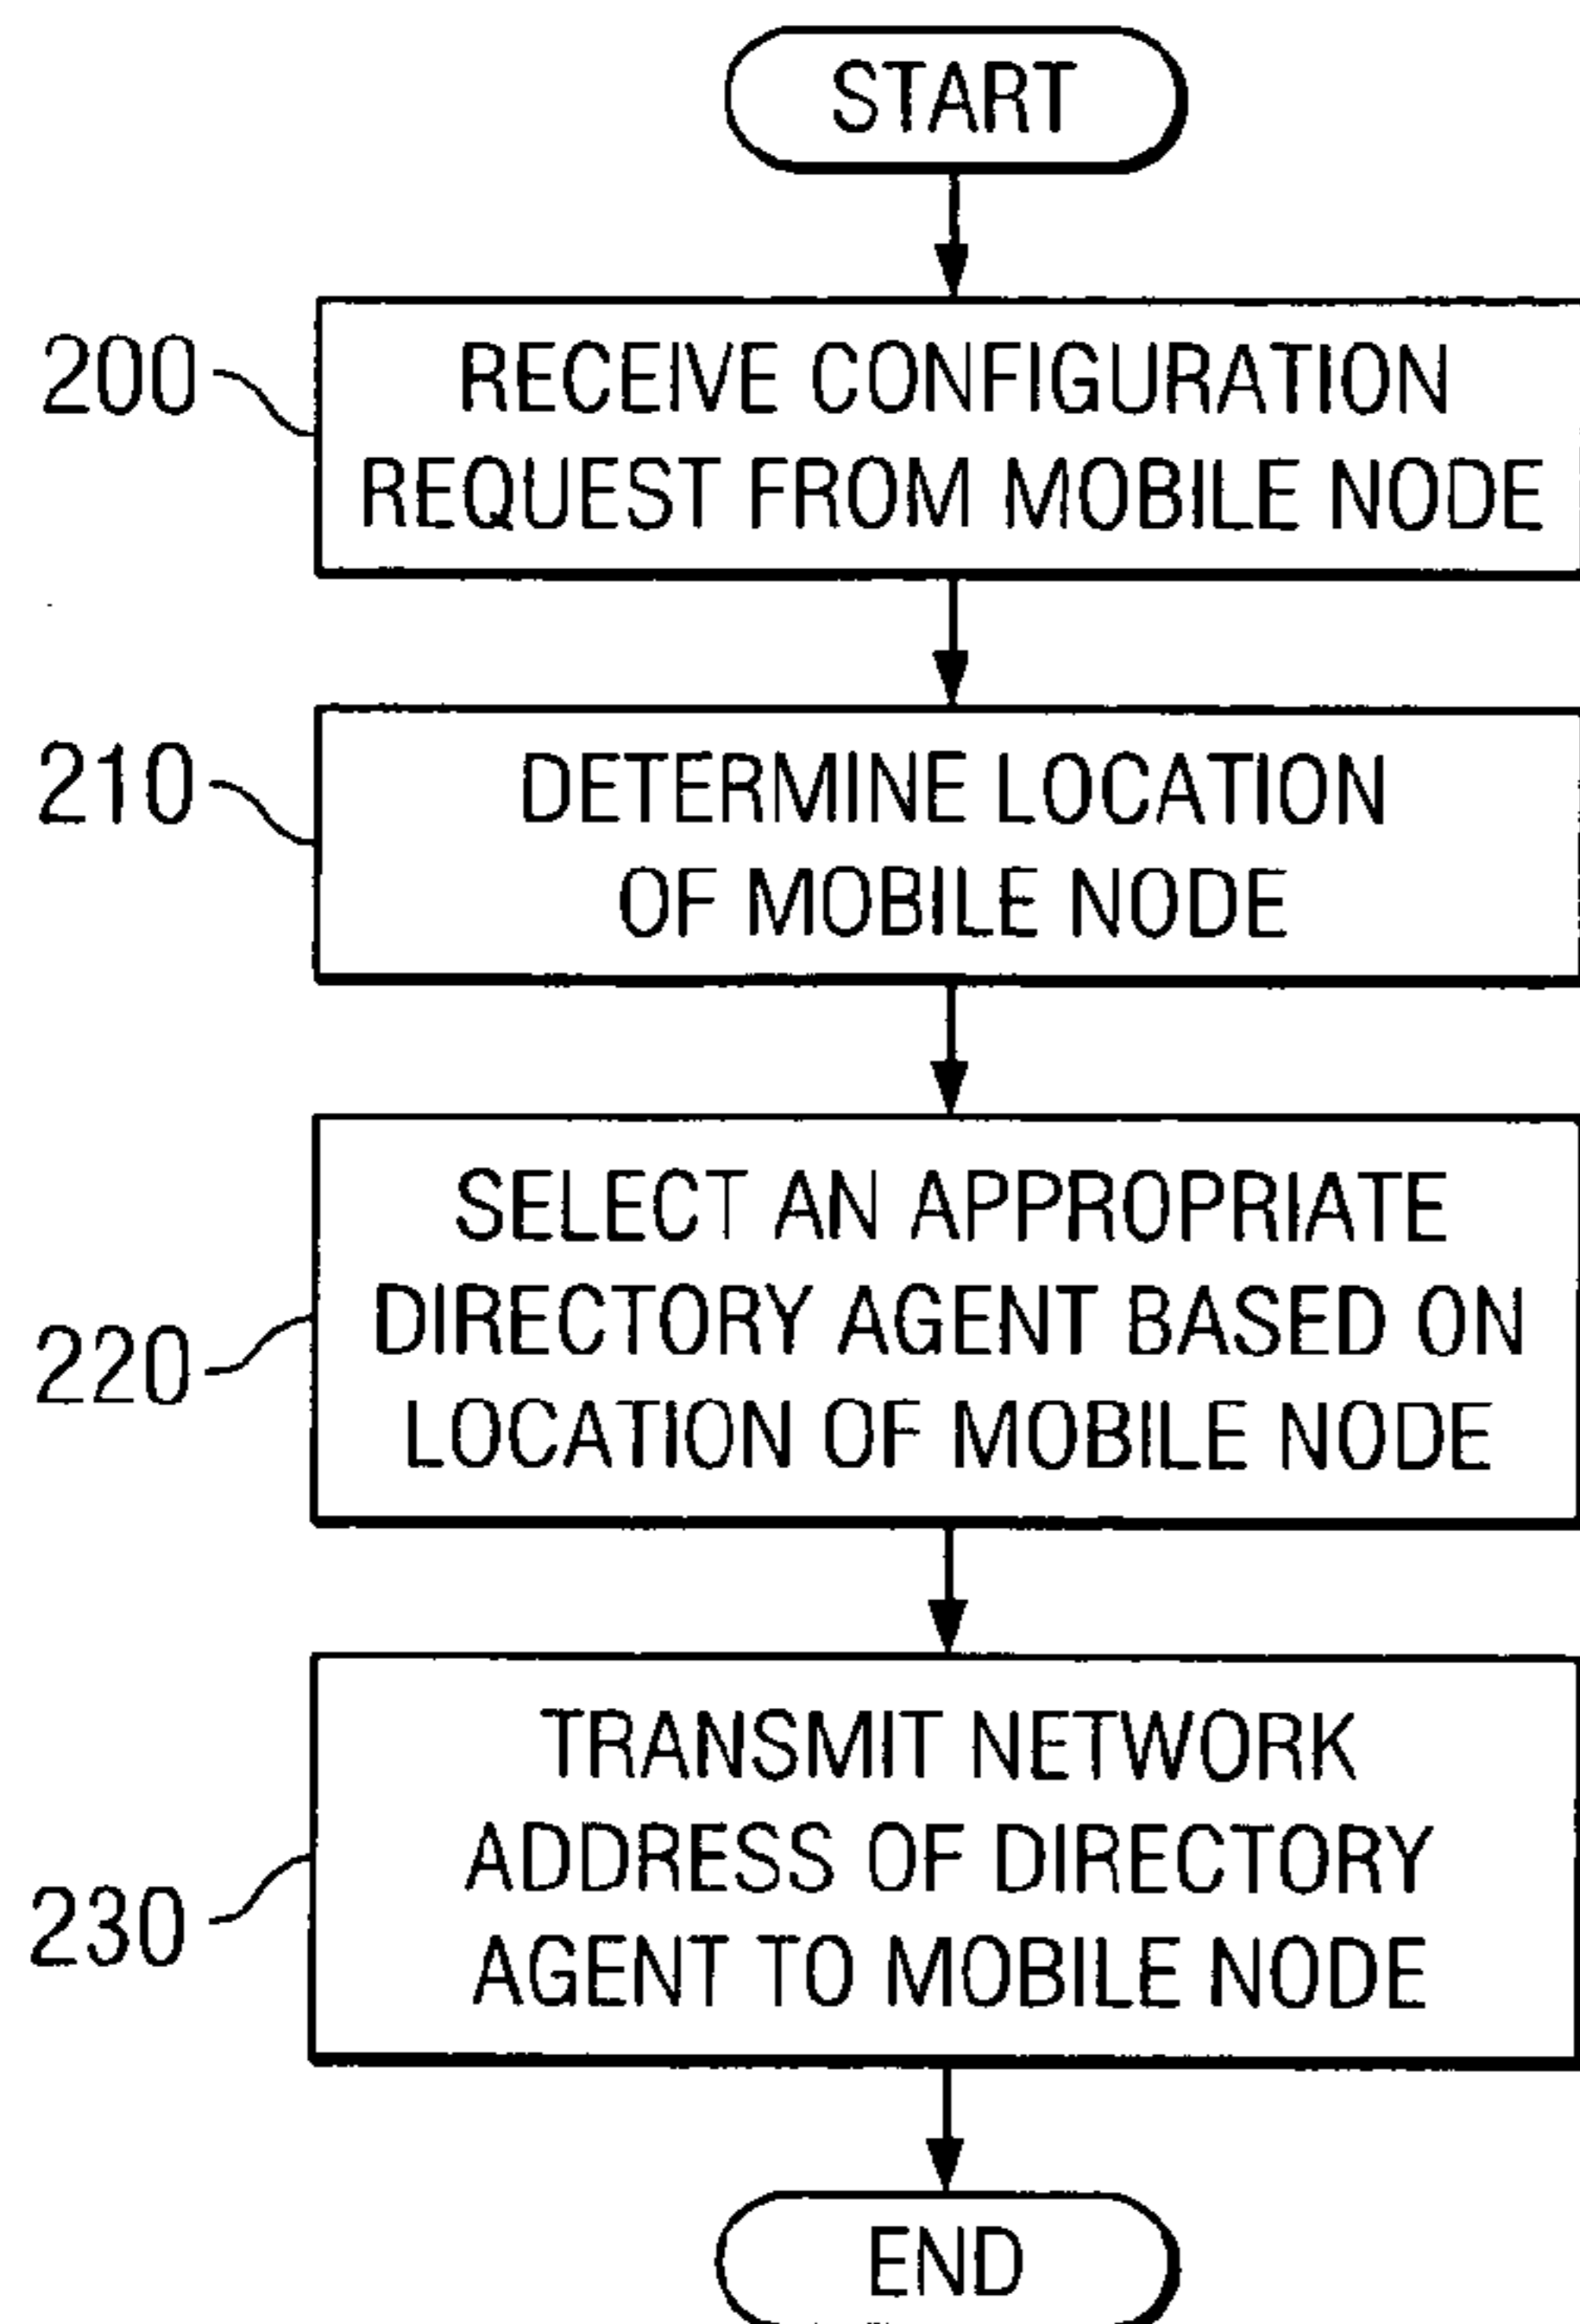 START
200
RECEIVE CONFIGURATION
REQUEST FROM MOBILE NODE
210
DETERMINE LOCATION
OF MOBILE NODE
220
SELECT AN APPROPRIATE
DIRECTORY AGENT BASED ON
LOCATION OF MOBILE NODE
230
TRANSMIT NETWORK
ADDRESS OF DIRECTORY
AGENT TO MOBILE NODE
END